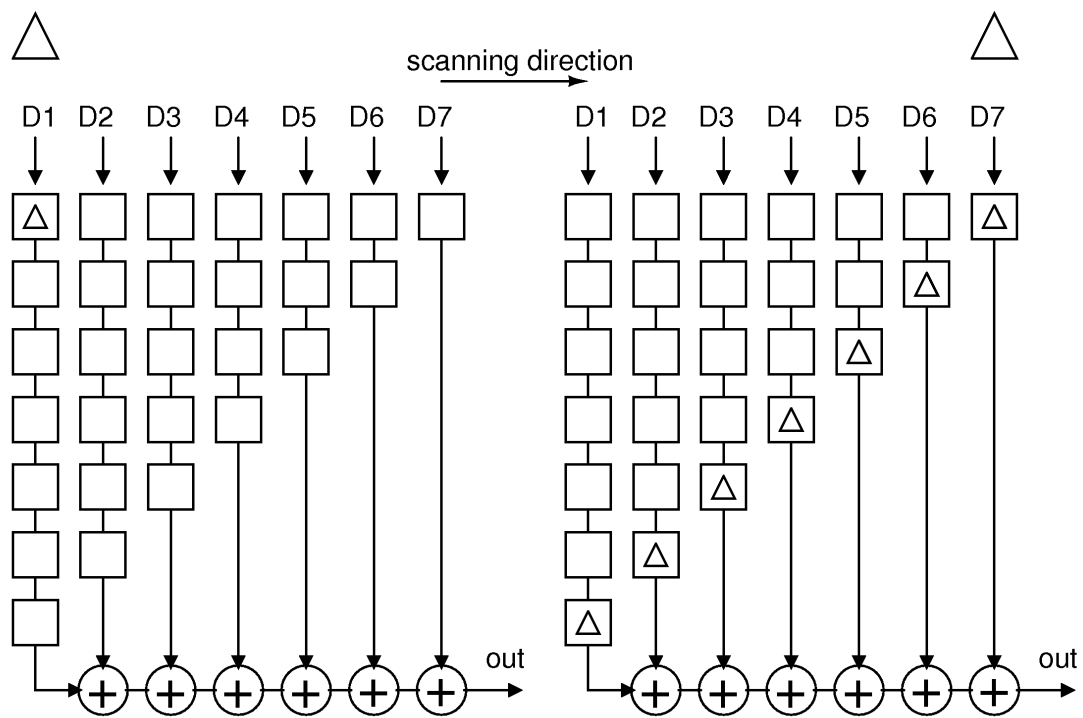 scanning direction
D1 D2 D3 D4 D5 D6 D7
D1 D2 D3 D4 D5 D6 D7
out
+ + + + + +
out
+ + + + + +